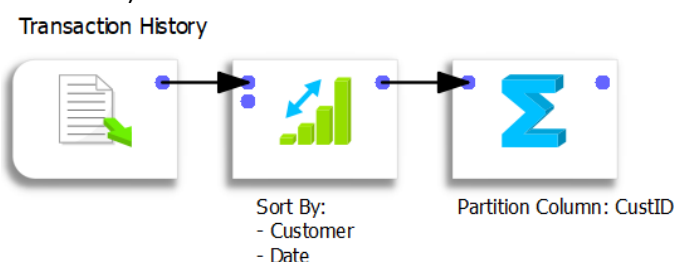 Transaction History
Sort By:
- Customer
- Date
Partition Column: CustID